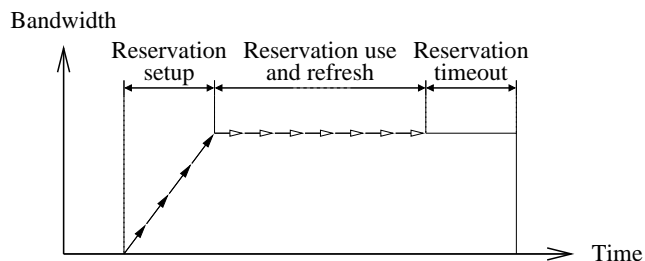 Bandwidth
Reservation
setup
Reservation use
and refresh
Reservation
timeout
Time